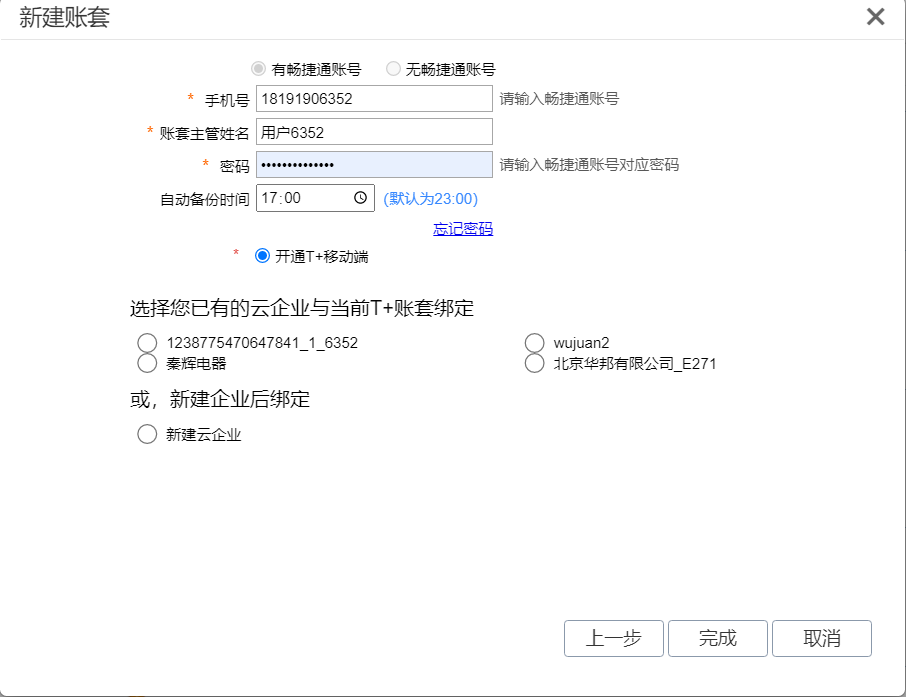 新建账套
有畅捷通账号 无畅捷通账号
* 手机号 18191906352 请输入畅捷通账号
* 账套主管姓名 用户6352
* 密码 •••••••••••••• 请输入畅捷通账号对应密码
自动备份时间 17:00 (默认为23:00)
忘记密码
* 开通T+移动端
选择您已有的云企业与当前T+账套绑定
1238775470647841_1_6352 wujuan2
秦辉电器 北京华邦有限公司_E271
或，新建企业后绑定
新建云企业
上一步 完成 取消